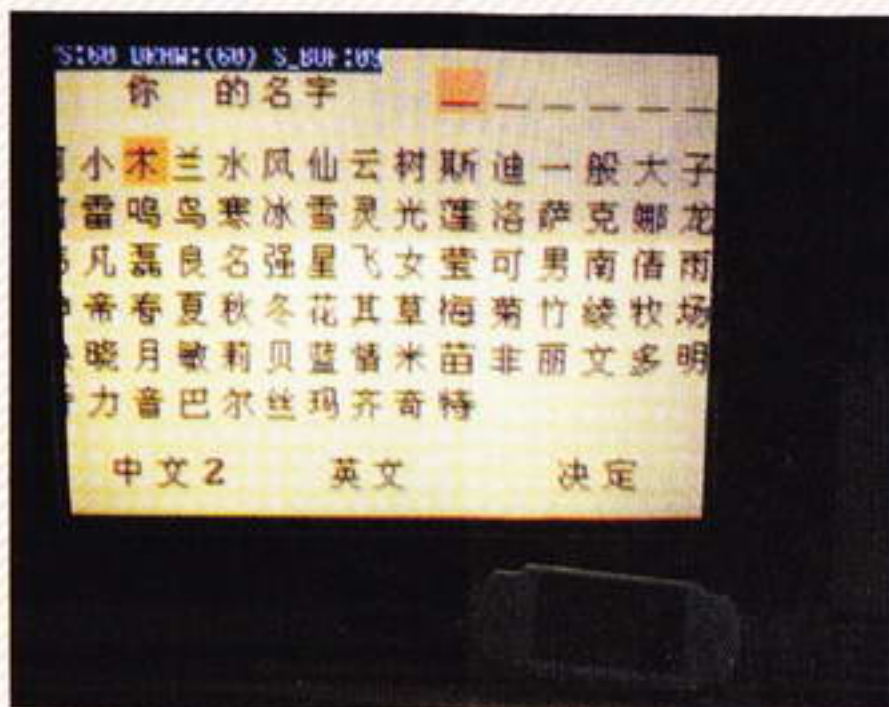 S:60 DRAW:(60) S_BUF:09
你 的名字 _ _ _ _ _ _
小木兰水风仙云树斯迪一般大子
雷鸣鸟寒冰雪灵光蓬洛萨克娜龙
凡磊良名强星飞女莹可男南倩雨
帝春夏秋冬花其草梅菊竹绫牧场
晓月敏莉贝蓝诸米苗非丽文多明
力音巴尔丝玛齐奇特
中文2 英文 决定